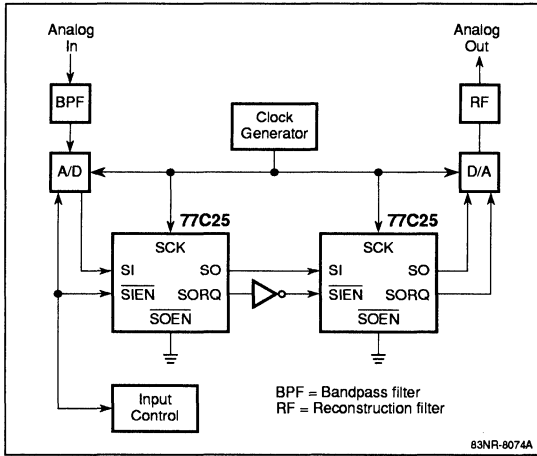 Analog
In
Analog
Out
BPF
RF
Clock
Generator
A/D
D/A
77C25
77C25
SCK
SCK
SI
SO
SI
SO
SIEN
SORQ
SIEN
SORQ
SOEN
SOEN
Input
Control
BPF = Bandpass filter
RF = Reconstruction filter
83NR-8074A